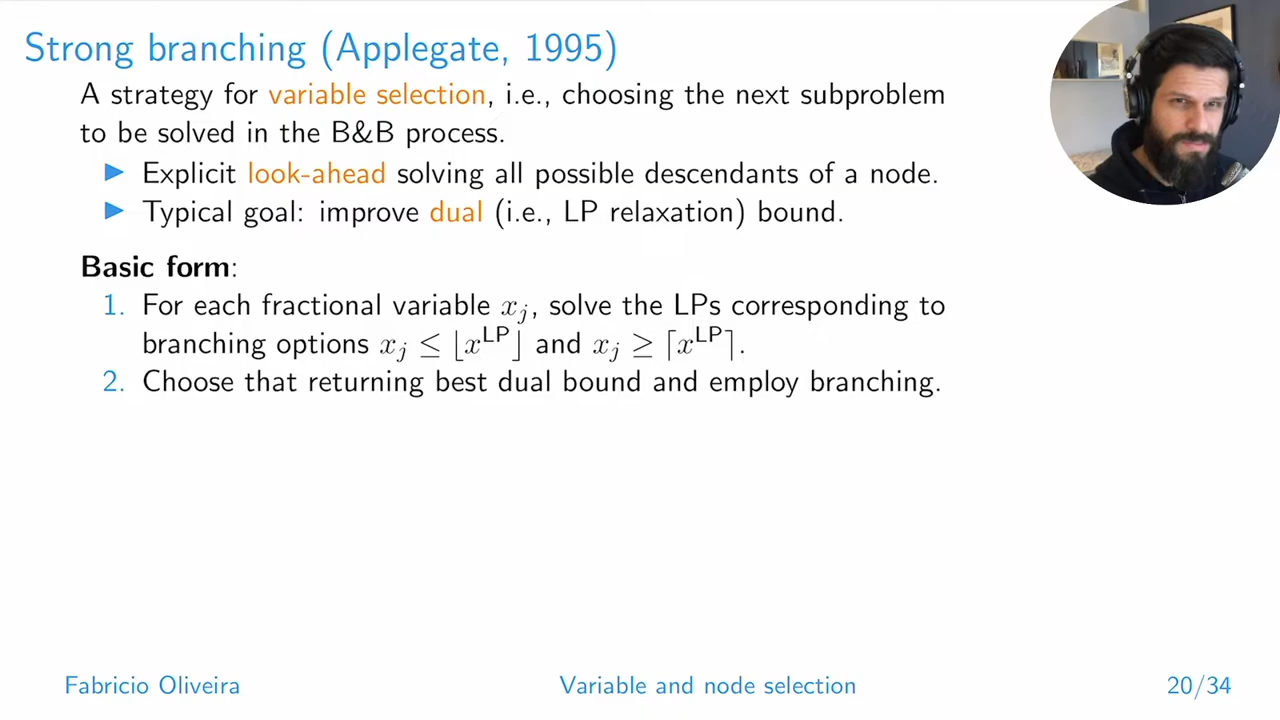 Strong branching (Applegate, 1995)
A strategy for variable selection, i.e., choosing the next subproblem
to be solved in the B&B process.
▶ Explicit look-ahead solving all possible descendants of a node.
▶ Typical goal: improve dual (i.e., LP relaxation) bound.
Basic form:
1. For each fractional variable xⱼ, solve the LPs corresponding to
branching options xⱼ ≤ ⌊x^LP⌋ and xⱼ ≥ ⌈x^LP⌉.
2. Choose that returning best dual bound and employ branching.
Fabricio Oliveira Variable and node selection 20/34